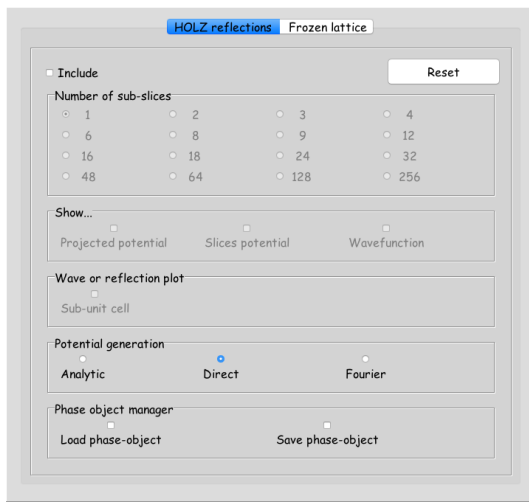 HOLZ reflections Frozen lattice
Include Reset
Number of sub-slices
1 2 3 4
6 8 9 12
16 18 24 32
48 64 128 256
Show...
Projected potential Slices potential Wavefunction
Wave or reflection plot
Sub-unit cell
Potential generation
Analytic Direct Fourier
Phase object manager
Load phase-object Save phase-object